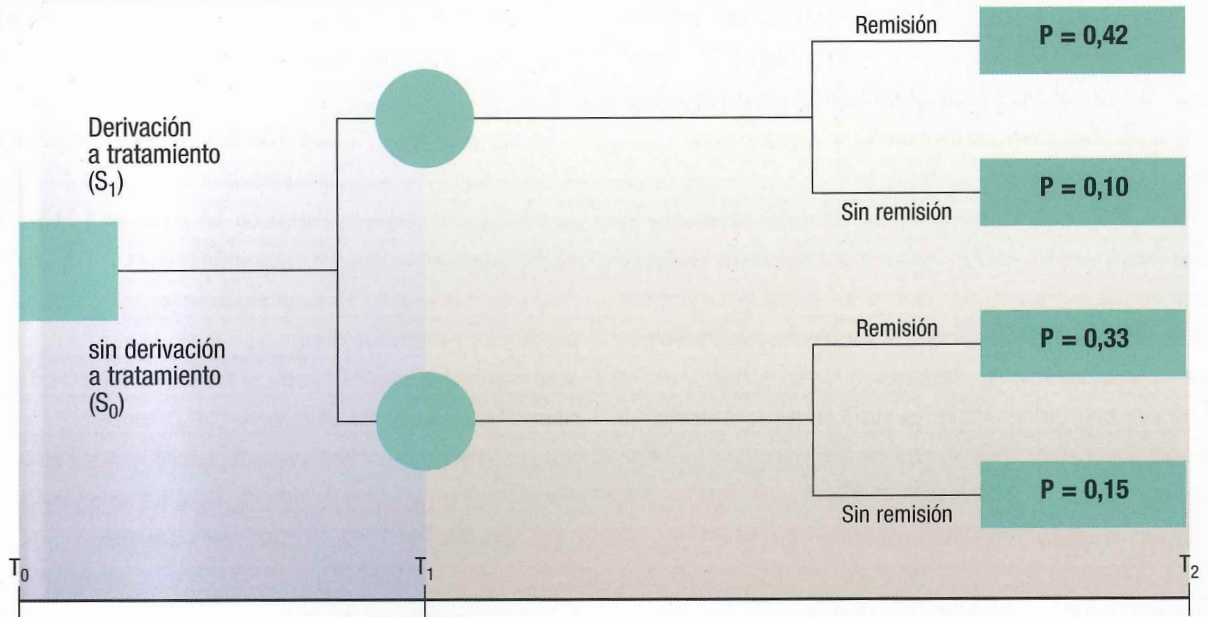 Remisión
P = 0,42
Derivación
a tratamiento
(S₁)
Sin remisión
P = 0,10
sin derivación
a tratamiento
(S₀)
Remisión
P = 0,33
Sin remisión
P = 0,15
T₀
T₁
T₂